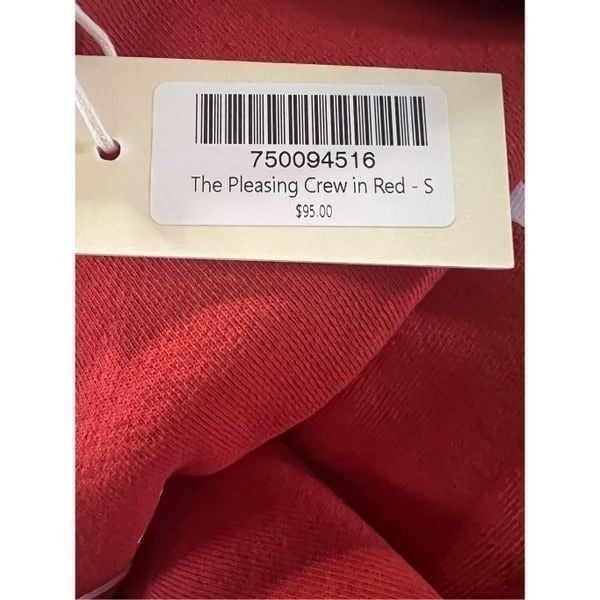 750094516
The Pleasing Crew in Red - S
$95.00